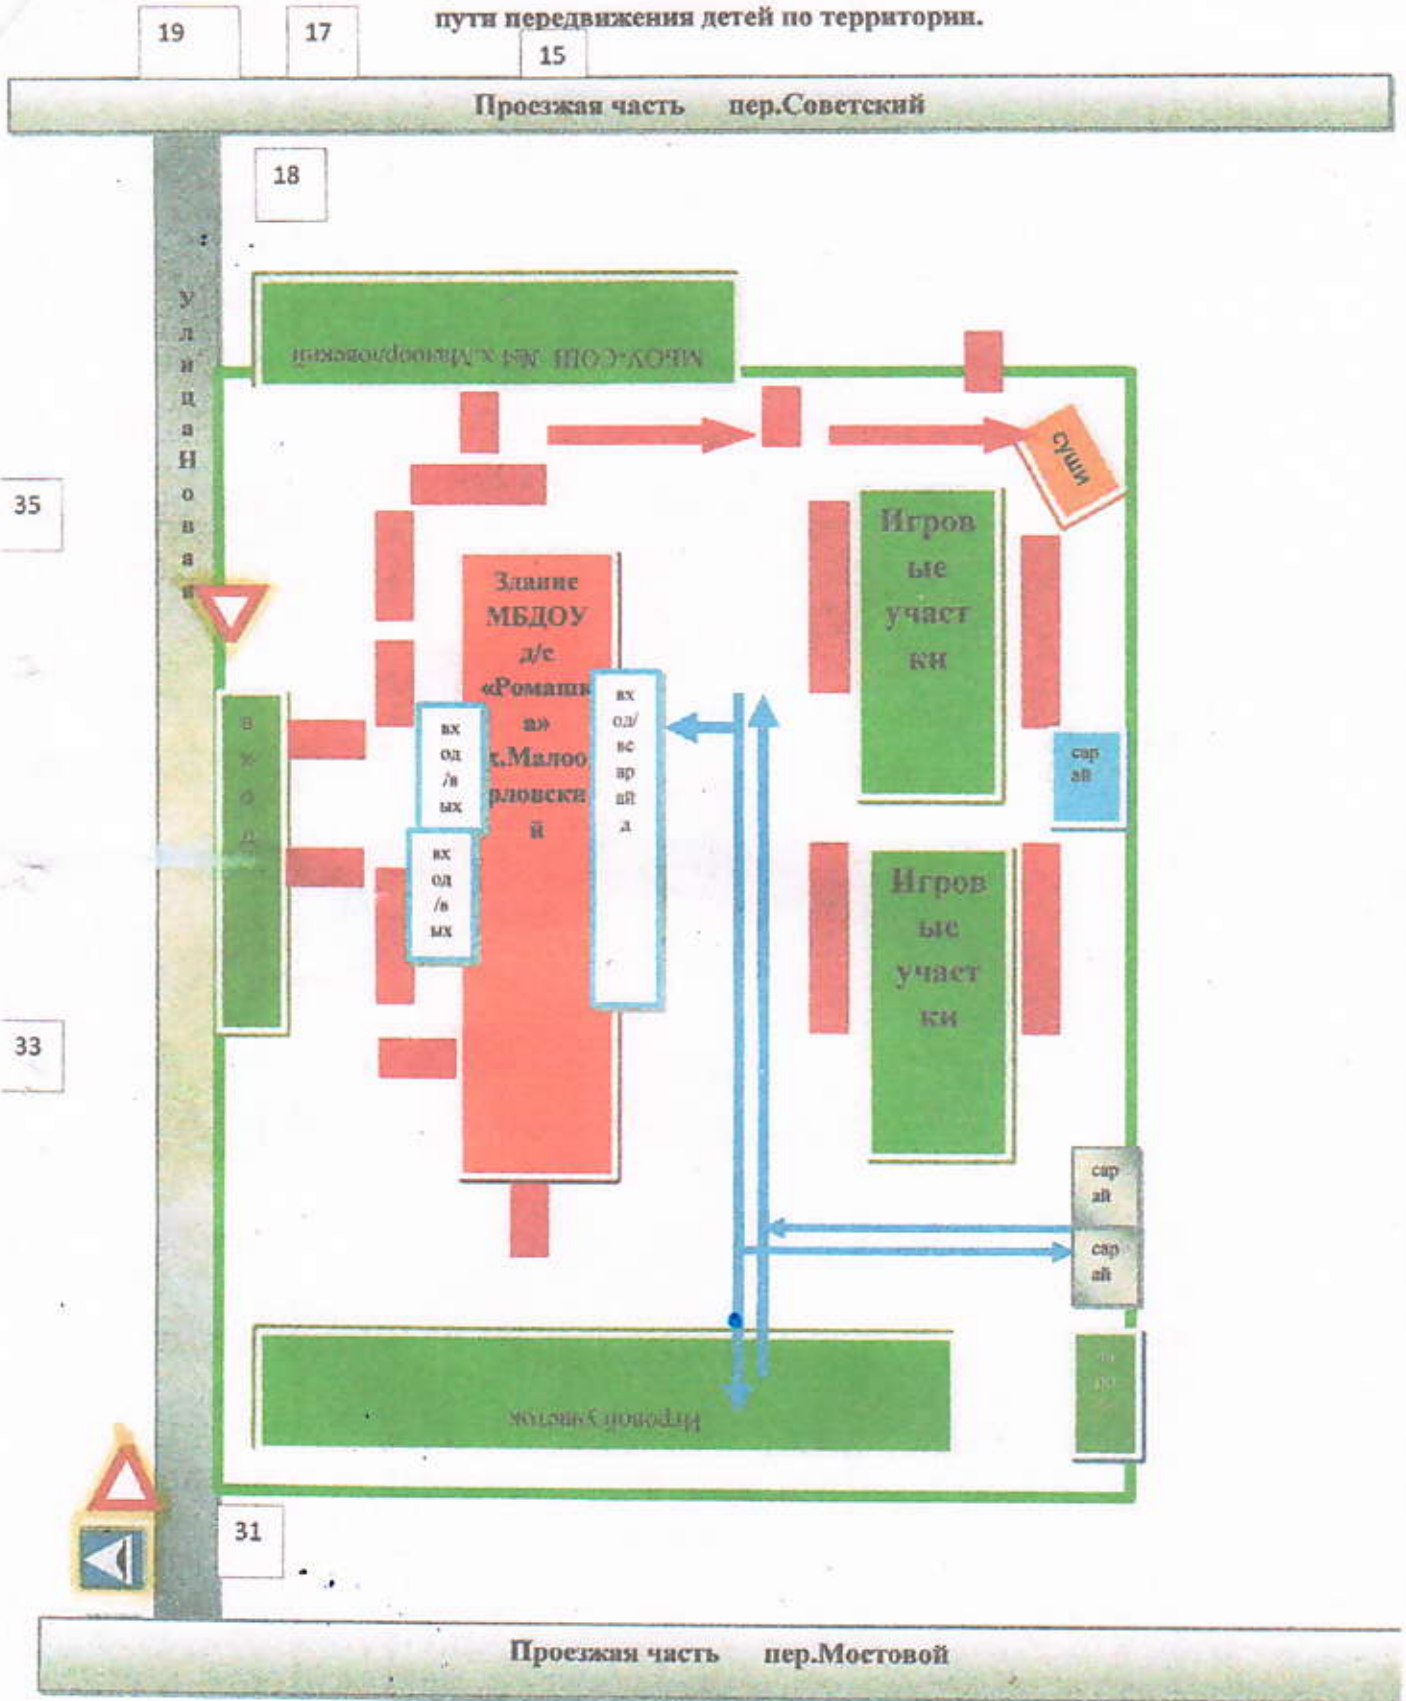 пути передвижения детей по территории.
19
17
15
Проезжая часть пер.Советский
18
Улица Новая
МБОУ-СОШ №4 х.Малоорловский
суши
35
Игров
ые
участ
ки
Здание
МБДОУ
д/с
«Ромашк
а»
х.Малоо
рловски
й
вх
од/
вс
ар
ай
д
вх
од
/в
ых
вх
од
/в
ых
вход
сар
ай
Игров
ые
участ
ки
33
сар
ай
сар
ай
Игровой участок
31
Проезжая часть пер.Мостовой